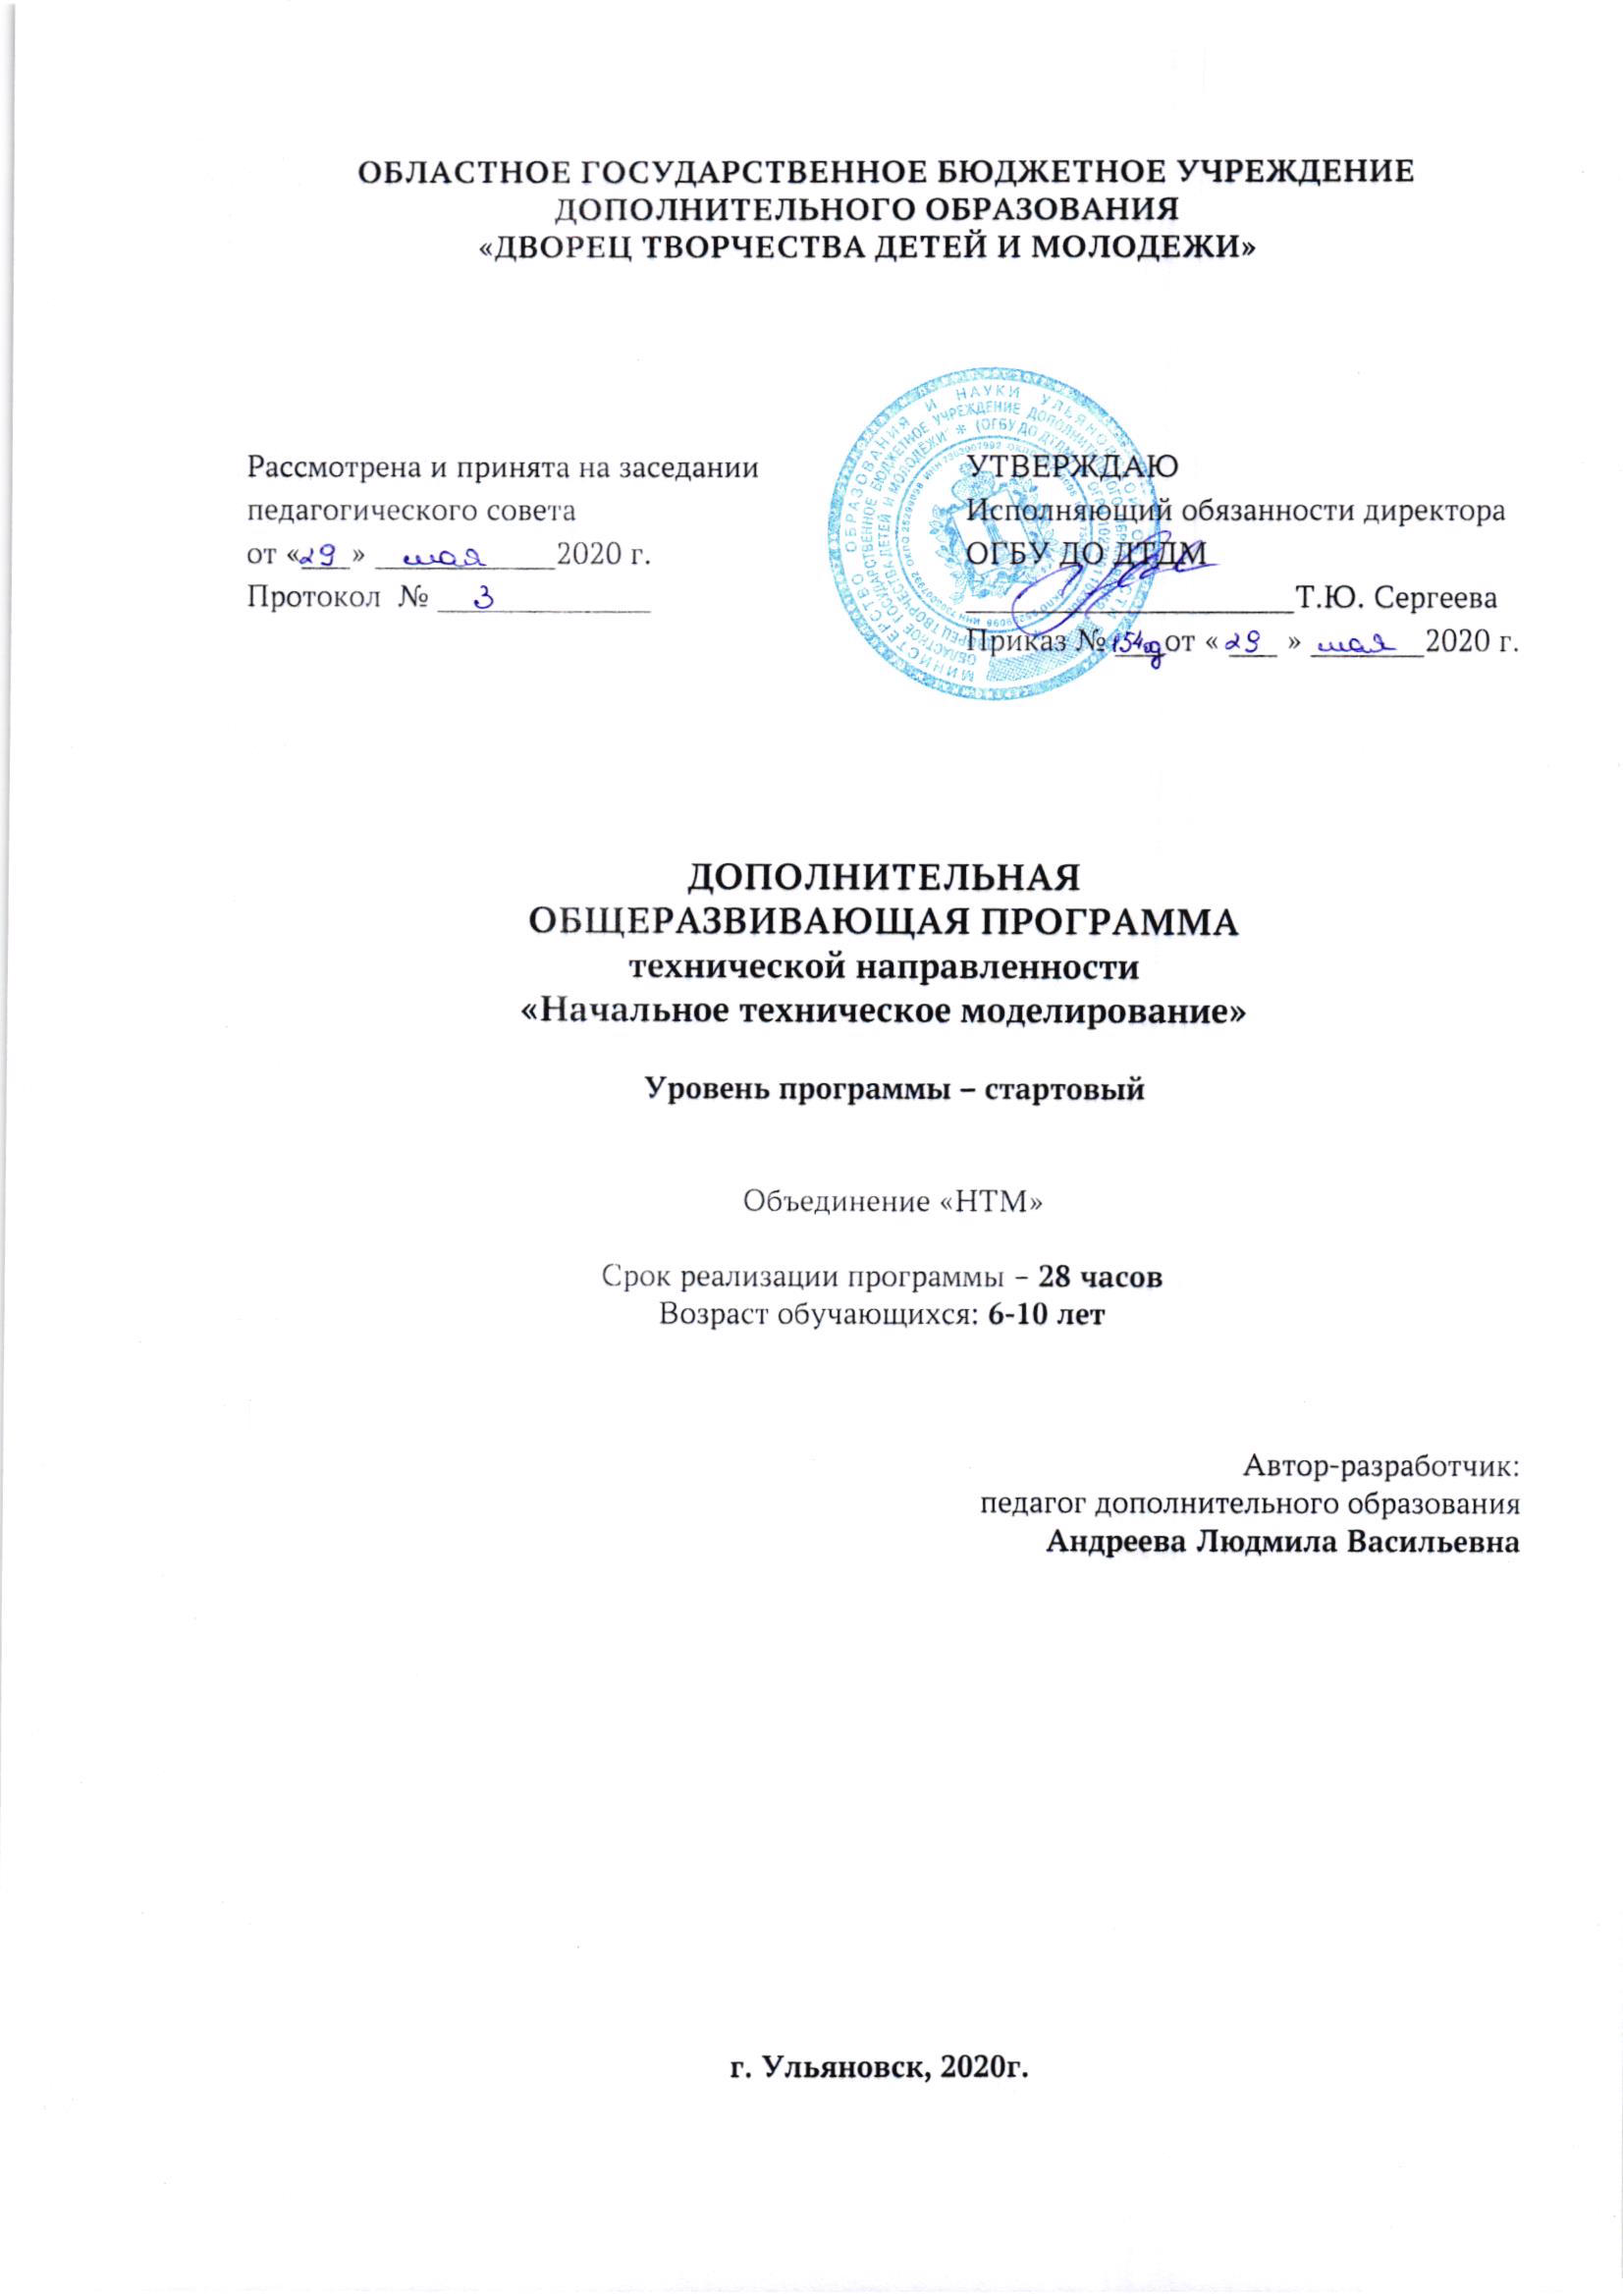 ОБЛАСТНОЕ ГОСУДАРСТВЕННОЕ БЮДЖЕТНОЕ УЧРЕЖДЕНИЕ
ДОПОЛНИТЕЛЬНОГО ОБРАЗОВАНИЯ
«ДВОРЕЦ ТВОРЧЕСТВА ДЕТЕЙ И МОЛОДЕЖИ»
Рассмотрена и принята на заседании
педагогического совета
от «29» мая 2020 г.
Протокол № 3
УТВЕРЖДАЮ
Исполняющий обязанности директора
ОГБУ ДО ДТДМ
Т.Ю. Сергеева
Приказ № 154 от « 29 » мая 2020 г.
ДОПОЛНИТЕЛЬНАЯ
ОБЩЕРАЗВИВАЮЩАЯ ПРОГРАММА
технической направленности
«Начальное техническое моделирование»
Уровень программы – стартовый
Объединение «НТМ»
Срок реализации программы – 28 часов
Возраст обучающихся: 6-10 лет
Автор-разработчик:
педагог дополнительного образования
Андреева Людмила Васильевна
г. Ульяновск, 2020г.